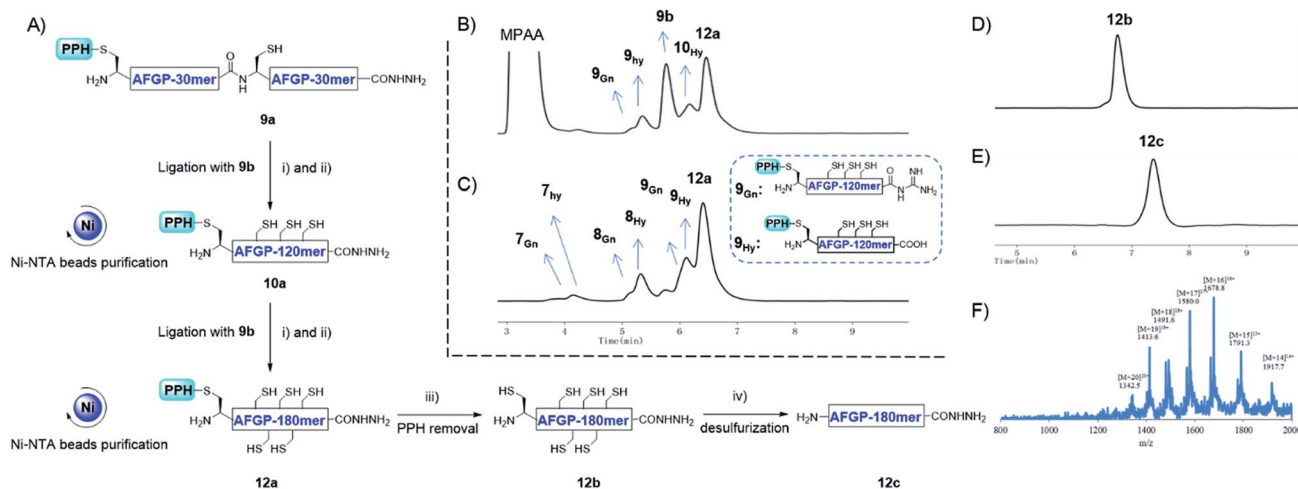 A)
PPH
S
H₂N
AFGP-30mer
O
N
H
SH
AFGP-30mer
CONHNH₂
9a
Ligation with 9b
i) and ii)
Ni
Ni-NTA beads purification
PPH
S
SH SH SH
H₂N
AFGP-120mer
CONHNH₂
10a
Ligation with 9b
i) and ii)
Ni
Ni-NTA beads purification
PPH
S
SH SH SH
H₂N
AFGP-180mer
CONHNH₂
HS HS
12a
iii)
PPH removal
HS
SH SH SH
H₂N
AFGP-180mer
CONHNH₂
HS HS
12b
iv)
desulfurization
H₂N
AFGP-180mer
CONHNH₂
12c
B)
MPAA
9Gn
9hy
9b
10Hy
12a
C)
7Gn
7hy
8Gn
8Hy
9Gn
9Hy
12a
9Gn:
PPH
S
SH SH SH
H₂N
AFGP-120mer
O
N
H
NH
NH₂
9Hy:
PPH
S
SH SH SH
H₂N
AFGP-120mer
COOH
3 4 5 6 7 8 9
Time(min)
D)
12b
E)
12c
5 6 7 8 9
Time(min)
F)
[M+20]²⁰⁺
1342.5
[M+19]¹⁹⁺
1413.6
[M+18]¹⁸⁺
1491.6
[M+17]¹⁷⁺
1580.0
[M+16]¹⁶⁺
1678.8
[M+15]¹⁵⁺
1791.3
[M+14]¹⁴⁺
1917.7
800 1000 1200 1400 1600 1800 2000
m/z